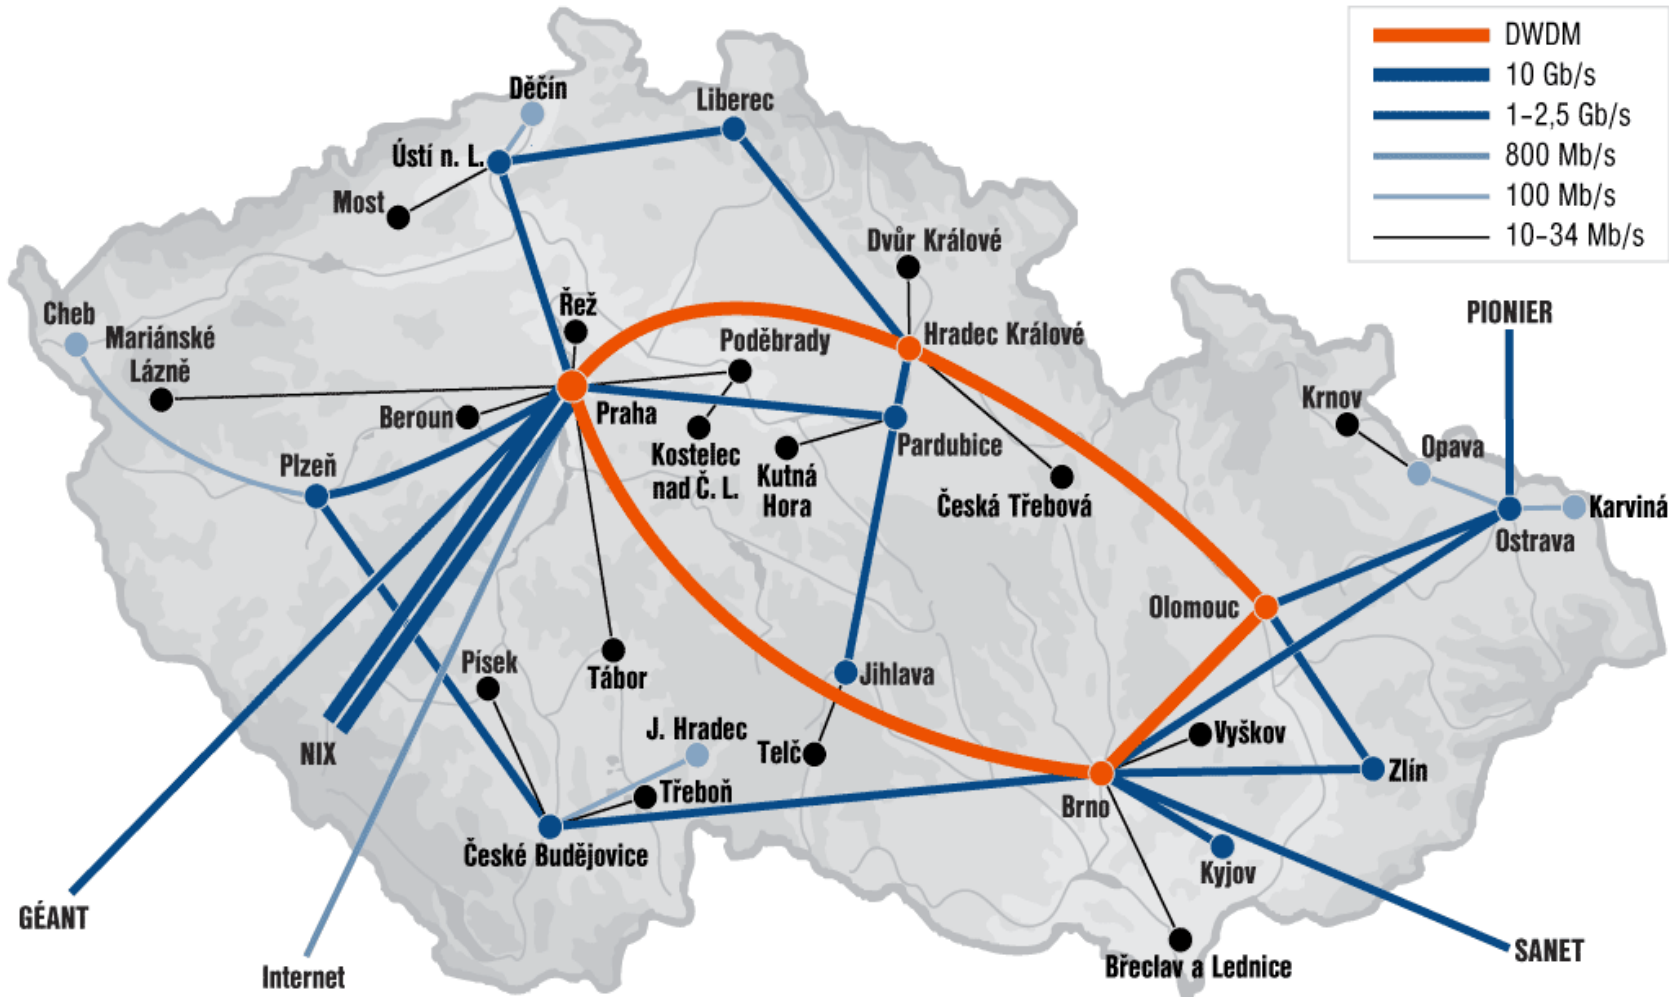 DWDM
10 Gb/s
1–2,5 Gb/s
800 Mb/s
100 Mb/s
10–34 Mb/s
Děčín
Liberec
Ústí n. L.
Most
Dvůr Králové
Řež
Cheb
Mariánské
Lázně
Poděbrady
Hradec Králové
PIONIER
Beroun
Praha
Krnov
Kostelec
nad Č. L.
Kutná
Hora
Pardubice
Opava
Plzeň
Česká Třebová
Karviná
Ostrava
Olomouc
Písek
Tábor
Jihlava
J. Hradec
Telč
Vyškov
NIX
Třeboň
Zlín
Brno
České Budějovice
Kyjov
GÉANT
Internet
Břeclav a Lednice
SANET